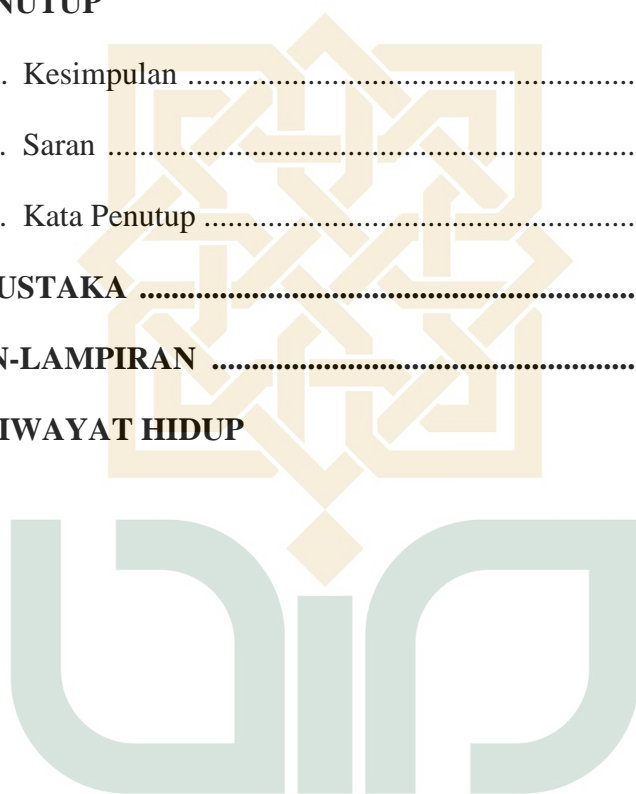 NUTUP
. Kesimpulan ........................................................
. Saran ..................................................................
. Kata Penutup ......................................................
USTAKA ..............................................................
N-LAMPIRAN .....................................................
IWAYAT HIDUP